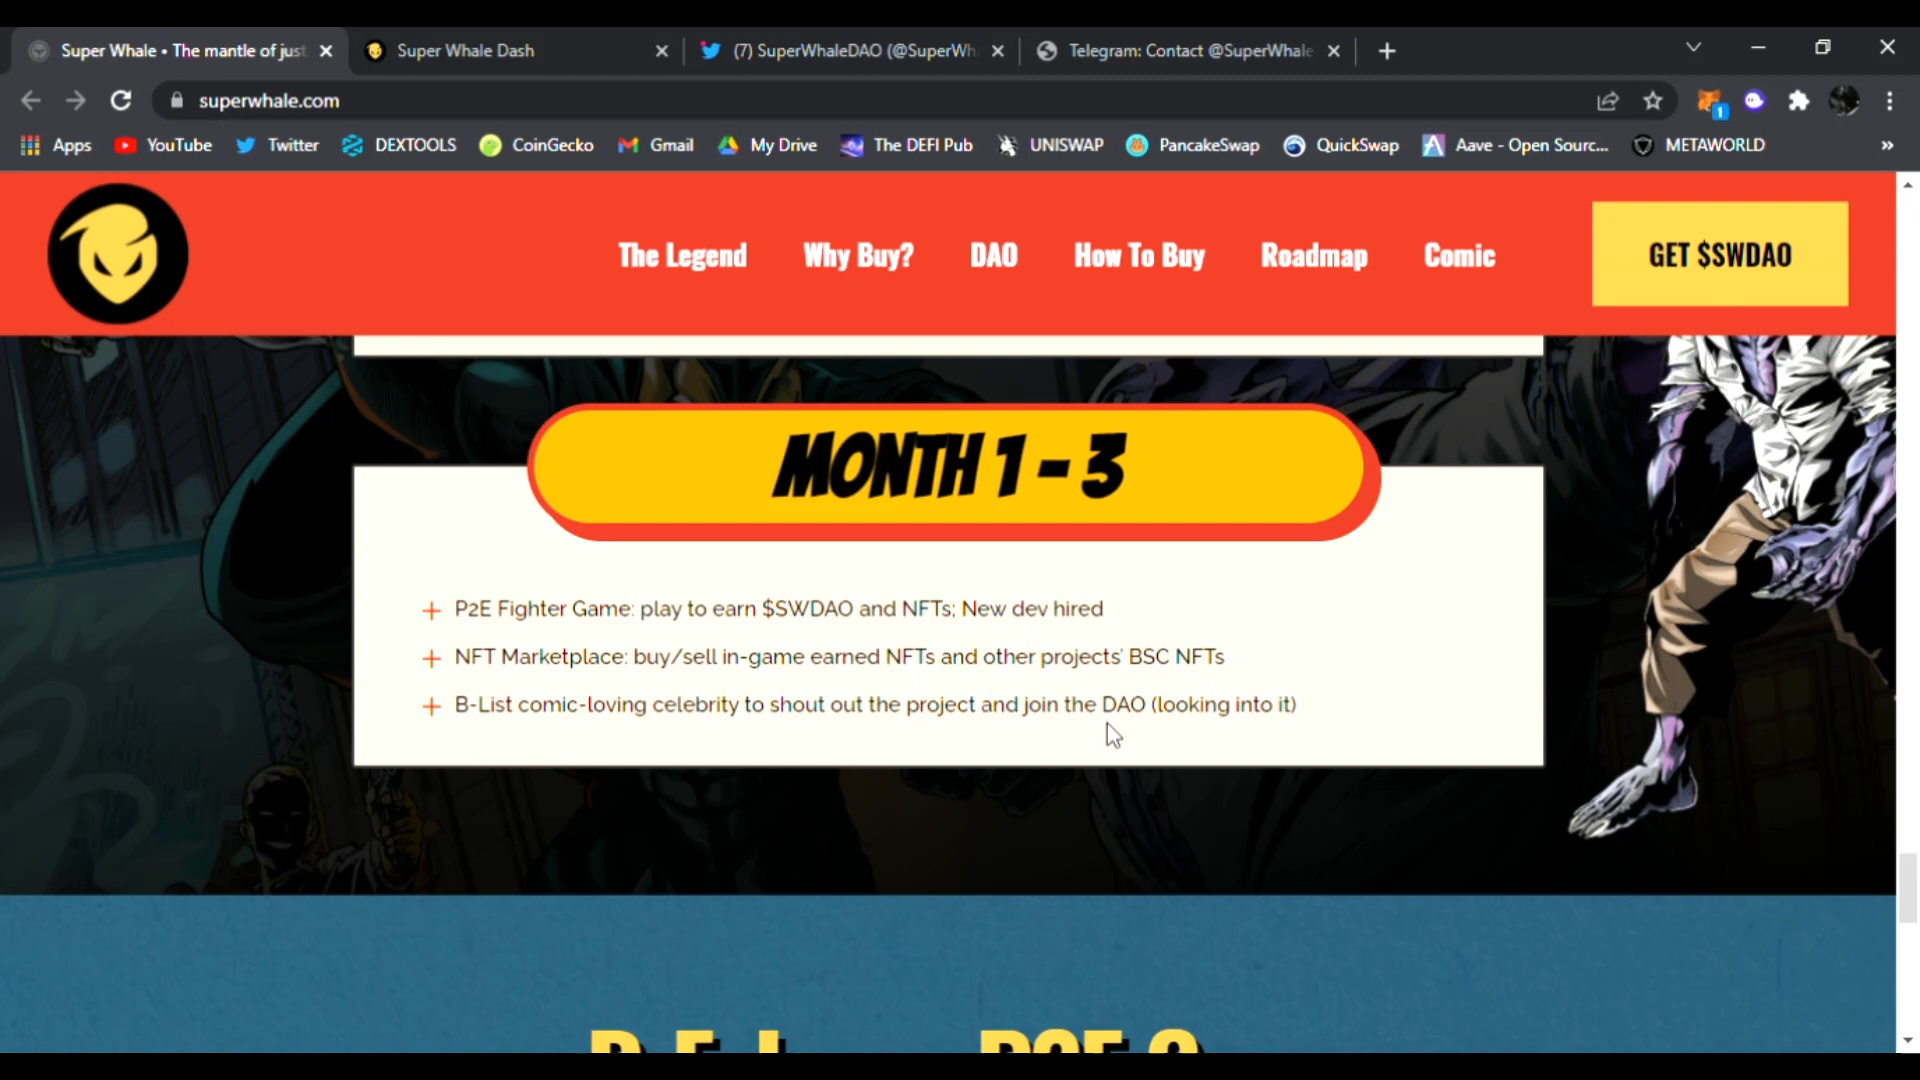 Super Whale • The mantle of just
Super Whale Dash
(7) SuperWhaleDAO (@SuperWh
Telegram: Contact @SuperWhale
superwhale.com
1
Apps
YouTube
Twitter
DEXTOOLS
CoinGecko
Gmail
My Drive
The DEFI Pub
UNISWAP
PancakeSwap
QuickSwap
Aave - Open Sourc...
METAWORLD
»
The Legend
Why Buy?
DAO
How To Buy
Roadmap
Comic
GET $SWDAO
MONTH 1 - 3
P2E Fighter Game: play to earn $SWDAO and NFTs; New dev hired
NFT Marketplace: buy/sell in-game earned NFTs and other projects' BSC NFTs
B-List comic-loving celebrity to shout out the project and join the DAO (looking into it)